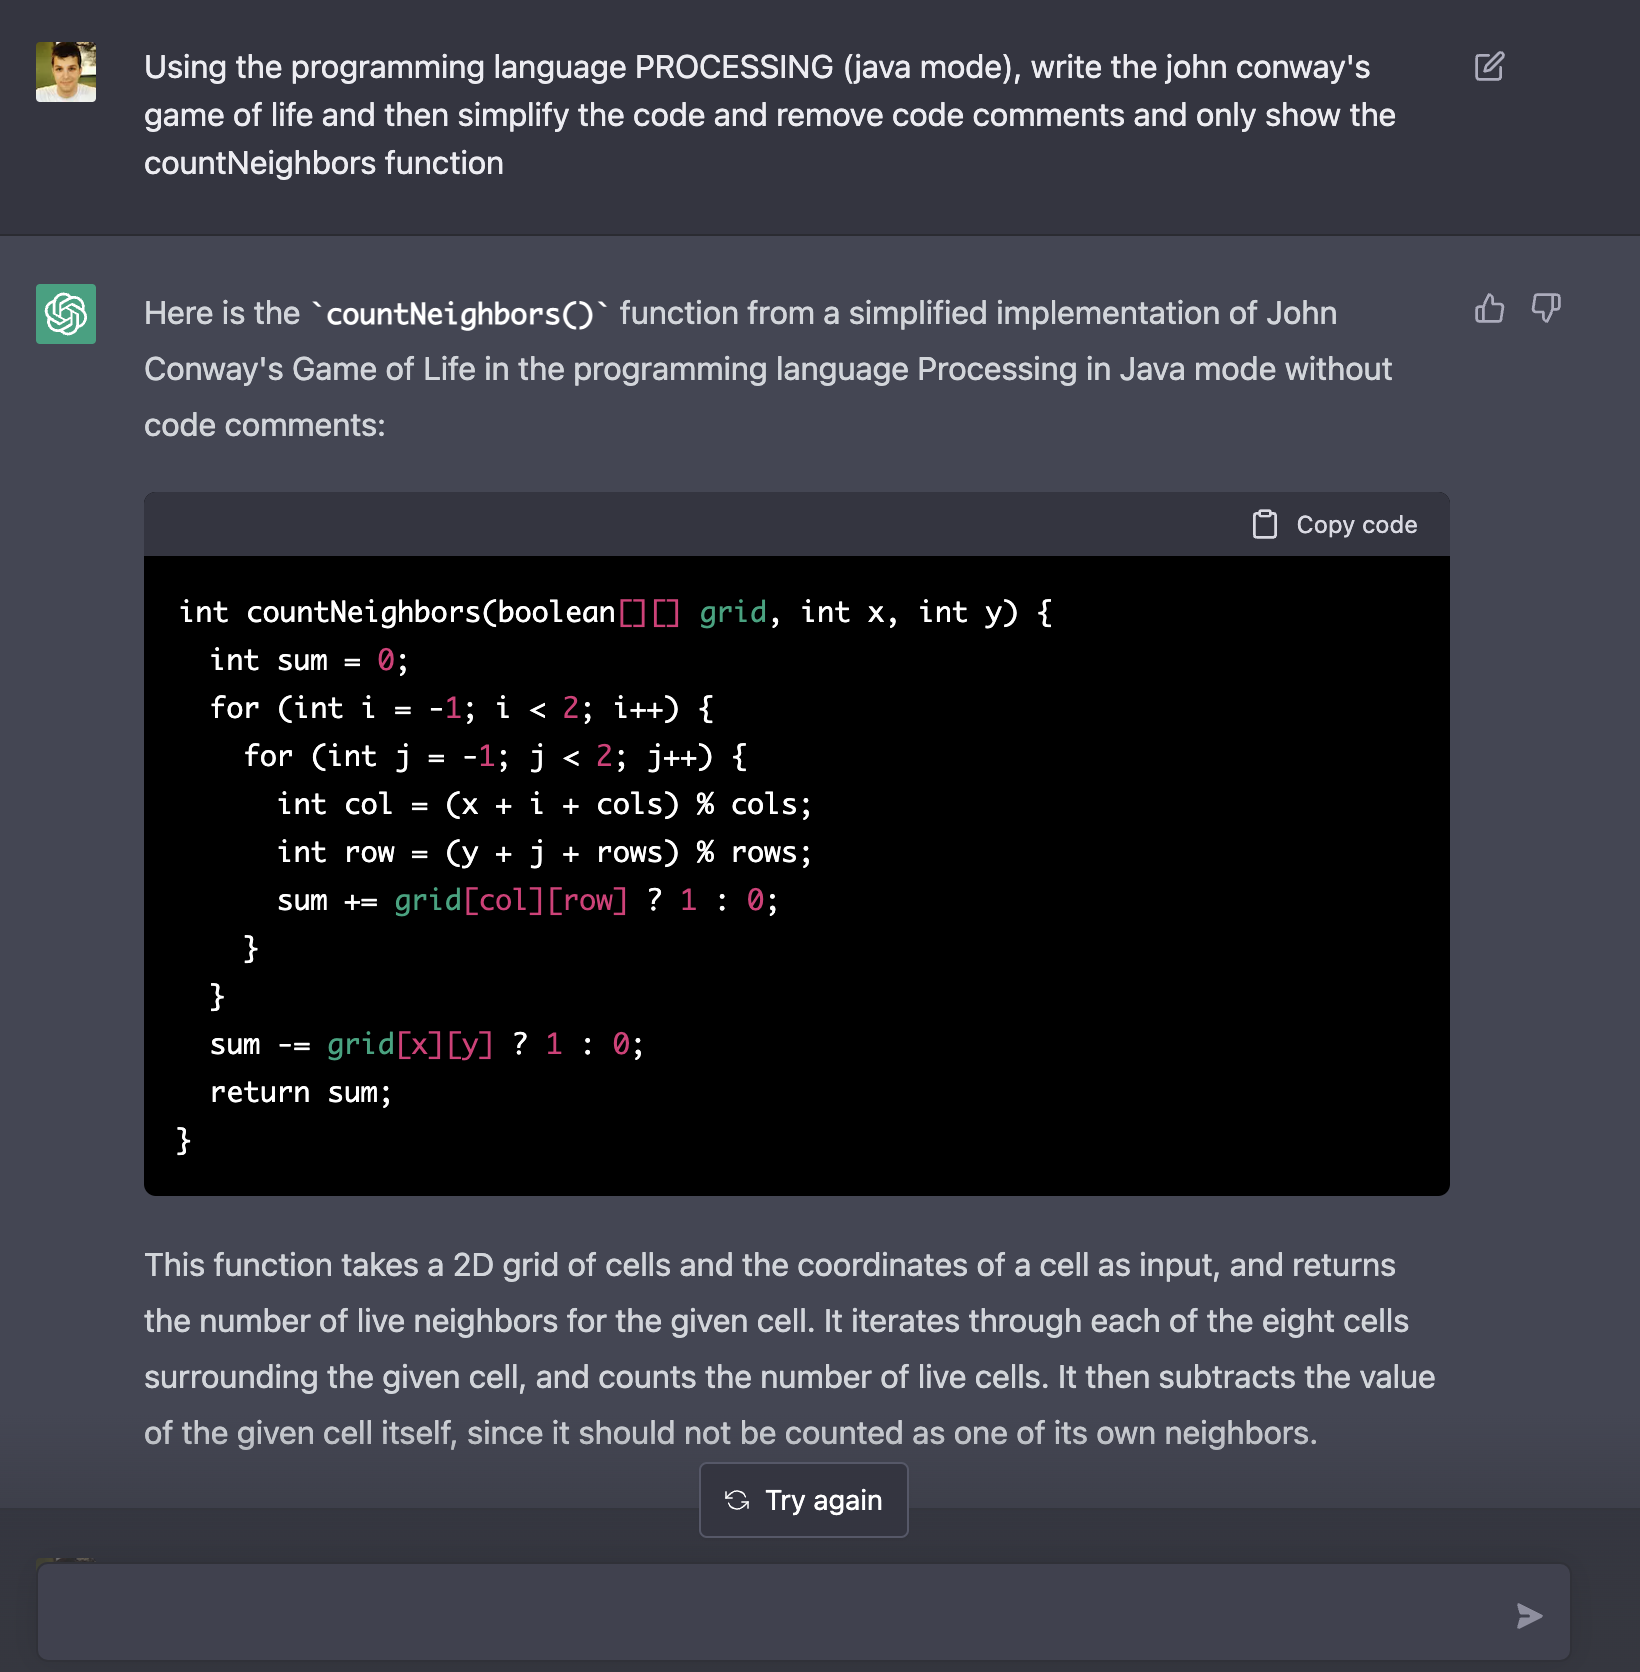 Using the programming language PROCESSING (java mode), write the john conway's
game of life and then simplify the code and remove code comments and only show the
countNeighbors function
Here is the `countNeighbors()` function from a simplified implementation of John
Conway's Game of Life in the programming language Processing in Java mode without
code comments:
Copy code
int countNeighbors(boolean[][] grid, int x, int y) {
  int sum = 0;
  for (int i = -1; i < 2; i++) {
    for (int j = -1; j < 2; j++) {
      int col = (x + i + cols) % cols;
      int row = (y + j + rows) % rows;
      sum += grid[col][row] ? 1 : 0;
    }
  }
  sum -= grid[x][y] ? 1 : 0;
  return sum;
}
This function takes a 2D grid of cells and the coordinates of a cell as input, and returns
the number of live neighbors for the given cell. It iterates through each of the eight cells
surrounding the given cell, and counts the number of live cells. It then subtracts the value
of the given cell itself, since it should not be counted as one of its own neighbors.
Try again